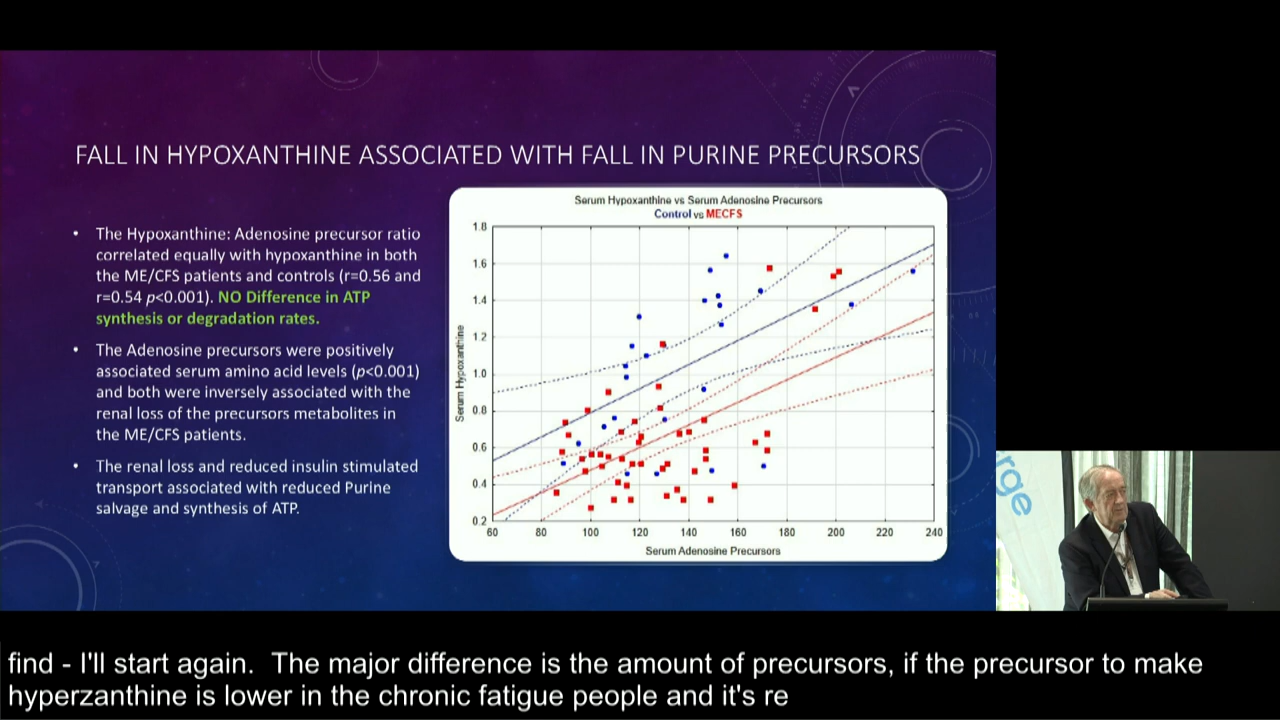 FALL IN HYPOXANTHINE ASSOCIATED WITH FALL IN PURINE PRECURSORS
• The Hypoxanthine: Adenosine precursor ratio
correlated equally with hypoxanthine in both
the ME/CFS patients and controls (r=0.56 and
r=0.54 p<0.001). NO Difference in ATP
synthesis or degradation rates.
• The Adenosine precursors were positively
associated serum amino acid levels (p<0.001)
and both were inversely associated with the
renal loss of the precursors metabolites in
the ME/CFS patients.
• The renal loss and reduced insulin stimulated
transport associated with reduced Purine
salvage and synthesis of ATP.
Serum Hypoxanthine vs Serum Adenosine Precursors
Control vs MECFS
Serum Hypoxanthine
1.8
1.6
1.4
1.2
1.0
0.8
0.6
0.4
0.2
60 80 100 120 140 160 180 200 220 240
Serum Adenosine Precursors
rge
find - I'll start again. The major difference is the amount of precursors, if the precursor to make
hyperzanthine is lower in the chronic fatigue people and it's re